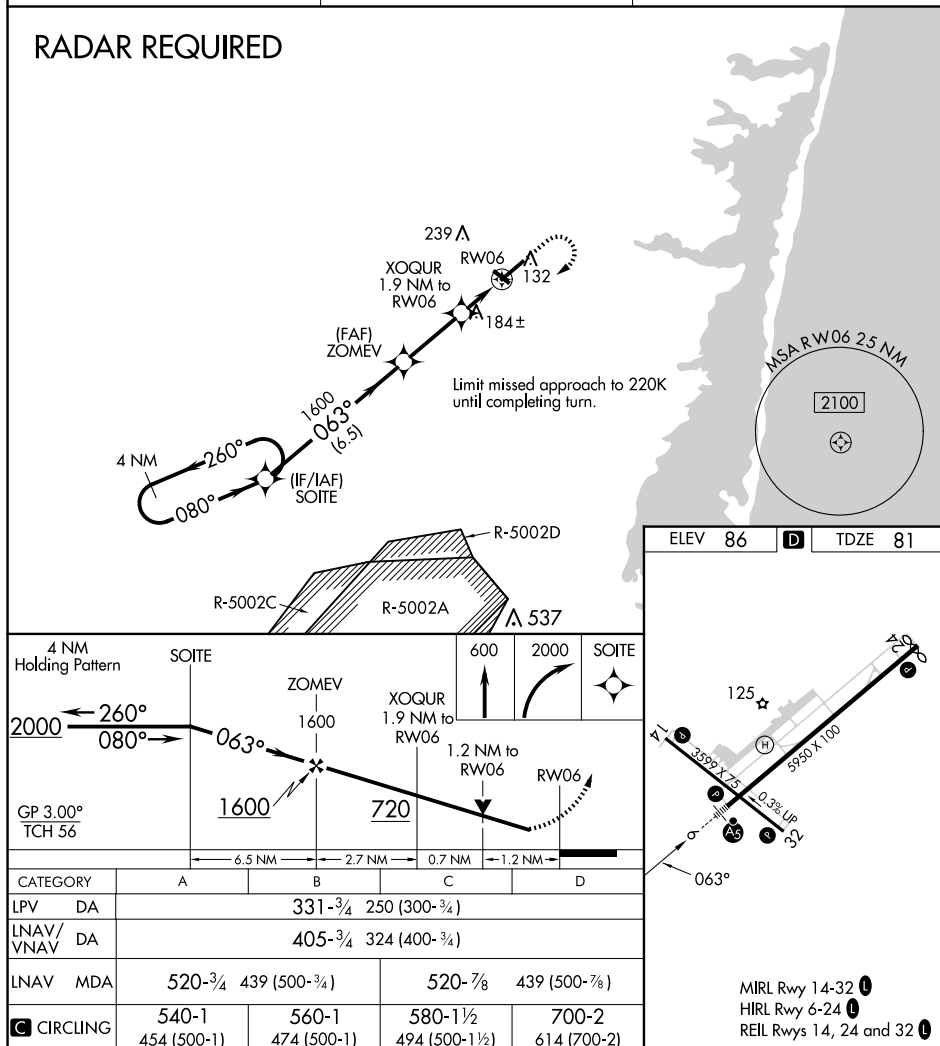 RADAR REQUIRED
239
RW06
132
XOQUR
1.9 NM to
RW06
184±
(FAF)
ZOMEV
Limit missed approach to 220K
until completing turn.
MSA RW06 25 NM
2100
1600
063°
(6.5)
4 NM
260°
080°
(IF/IAF)
SOITE
R-5002D
R-5002C
R-5002A
537
ELEV 86 D TDZE 81
4 NM
Holding Pattern
SOITE
ZOMEV
1600
XOQUR
1.9 NM to
RW06
600
2000
SOITE
2000
260°
080°
063°
1600
720
1.2 NM to
RW06
RW06
GP 3.00°
TCH 56
6.5 NM
2.7 NM
0.7 NM
1.2 NM
24
P
125
H
14
P
3599 X 75
5950 X 100
P
0.3% UP
A5
P
32
6
063°
CATEGORY A B C D
LPV DA 331-¾ 250 (300-¾)
LNAV/
VNAV DA 405-¾ 324 (400-¾)
LNAV MDA 520-¾ 439 (500-¾) 520-⅞ 439 (500-⅞)
C CIRCLING 540-1 560-1 580-1½ 700-2
454 (500-1) 474 (500-1) 494 (500-1½) 614 (700-2)
MIRL Rwy 14-32 L
HIRL Rwy 6-24 L
REIL Rwys 14, 24 and 32 L